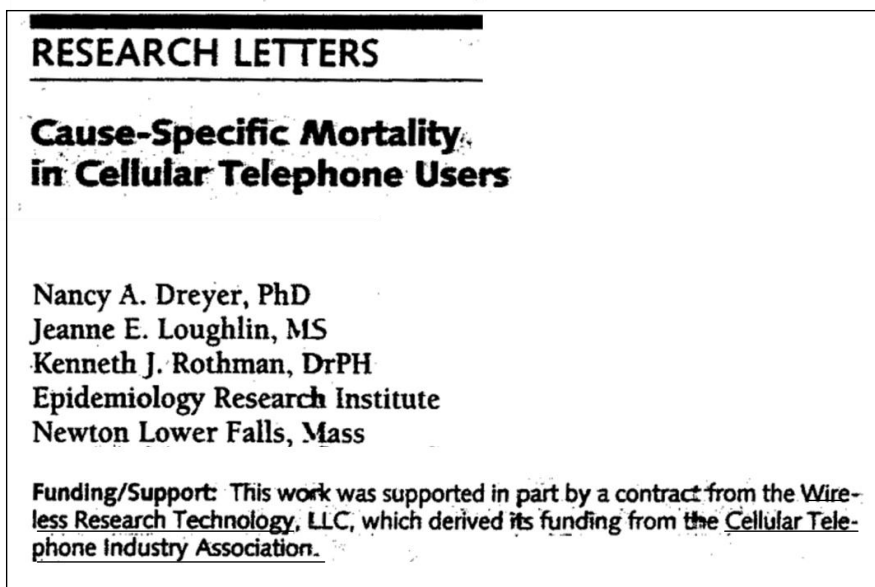 RESEARCH LETTERS
Cause-Specific Mortality
in Cellular Telephone Users
Nancy A. Dreyer, PhD
Jeanne E. Loughlin, MS
Kenneth J. Rothman, DrPH
Epidemiology Research Institute
Newton Lower Falls, Mass
Funding/Support: This work was supported in part by a contract from the Wire-
less Research Technology, LLC, which derived its funding from the Cellular Tele-
phone Industry Association.